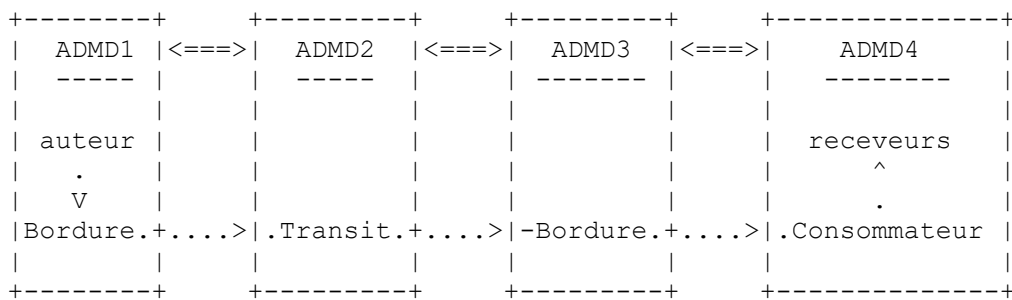 +--------+      +---------+      +---------+      +--------------+
|  ADMD1 |<===>|  ADMD2  |<===>|  ADMD3  |<===>|    ADMD4     |
|  ----- |     |  -----  |     | ------- |     |   --------   |
|        |     |         |     |         |     |              |
| auteur |     |         |     |         |     |  receveurs   |
|   .    |     |         |     |         |     |      ^       |
|   V    |     |         |     |         |     |      .       |
|Bordure.+....>|.Transit.+....>|-Bordure.+....>|.Consommateur |
|        |     |         |     |         |     |              |
+--------+      +---------+      +---------+      +--------------+